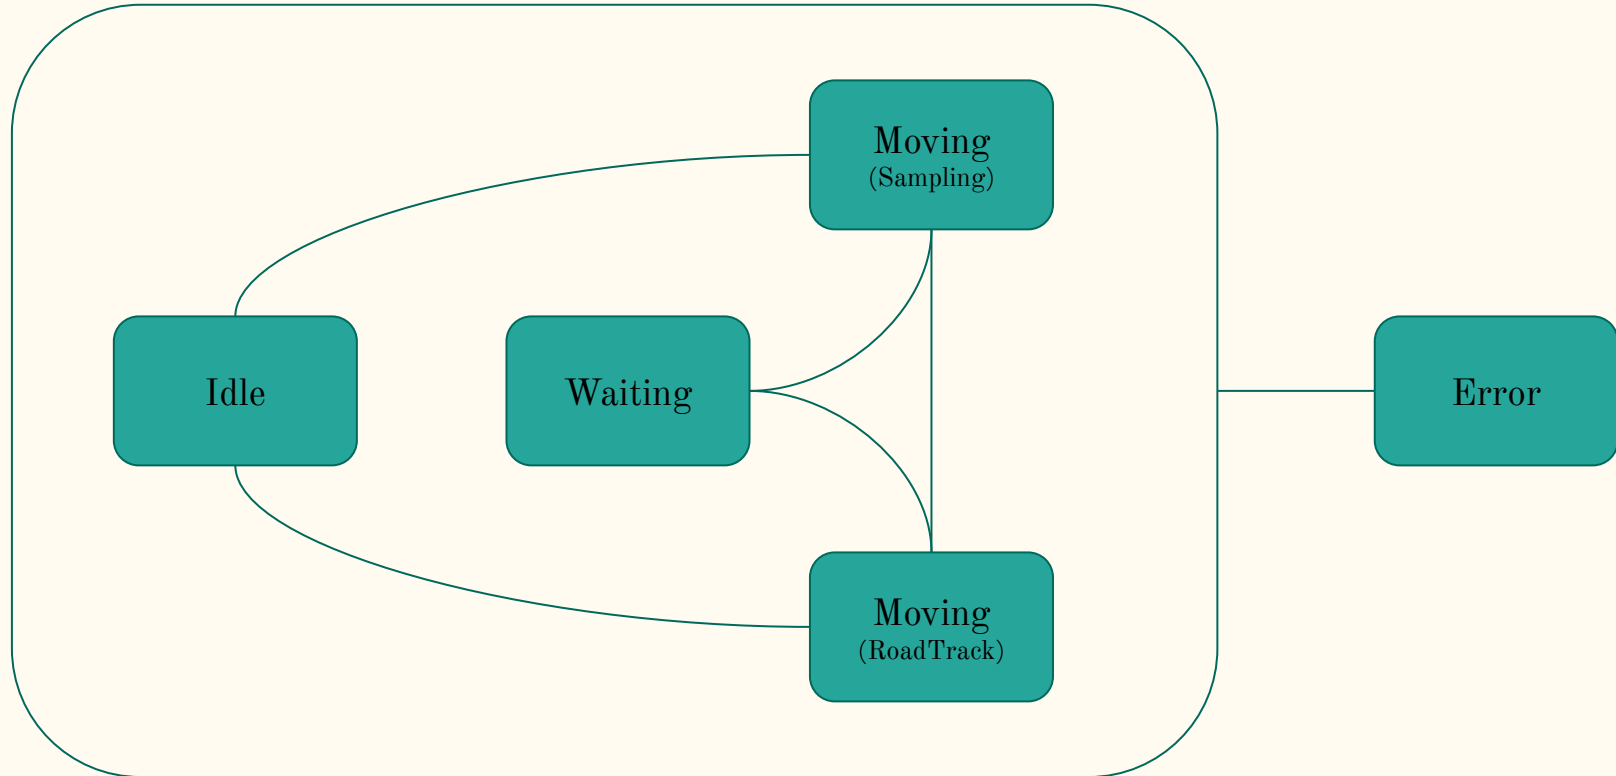 Moving
(Sampling)
Idle
Waiting
Error
Moving
(RoadTrack)